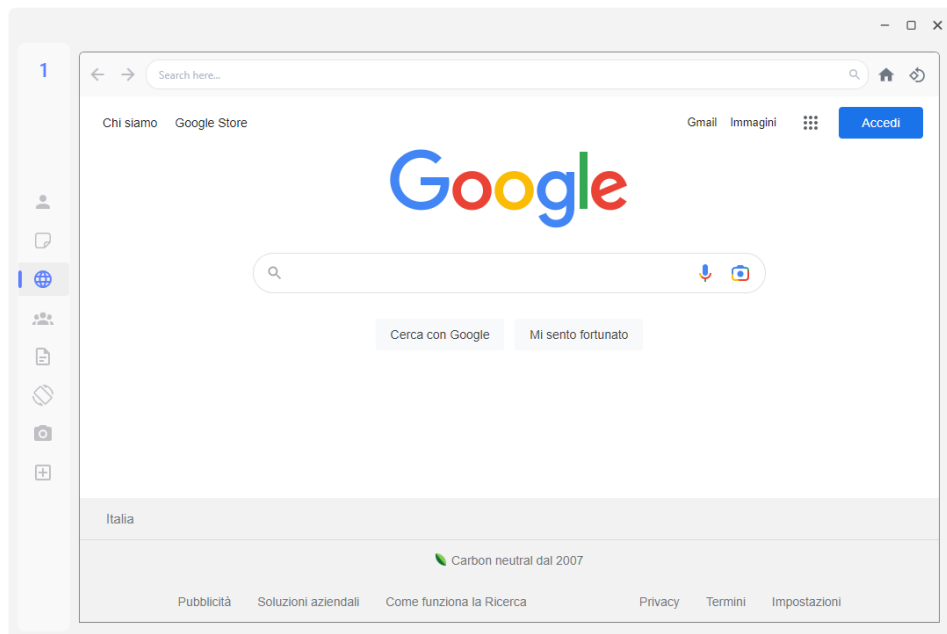 1
Search here...
Chi siamo Google Store Gmail Immagini Accedi
Google
Cerca con Google Mi sento fortunato
Italia
Carbon neutral dal 2007
Pubblicità Soluzioni aziendali Come funziona la Ricerca Privacy Termini Impostazioni